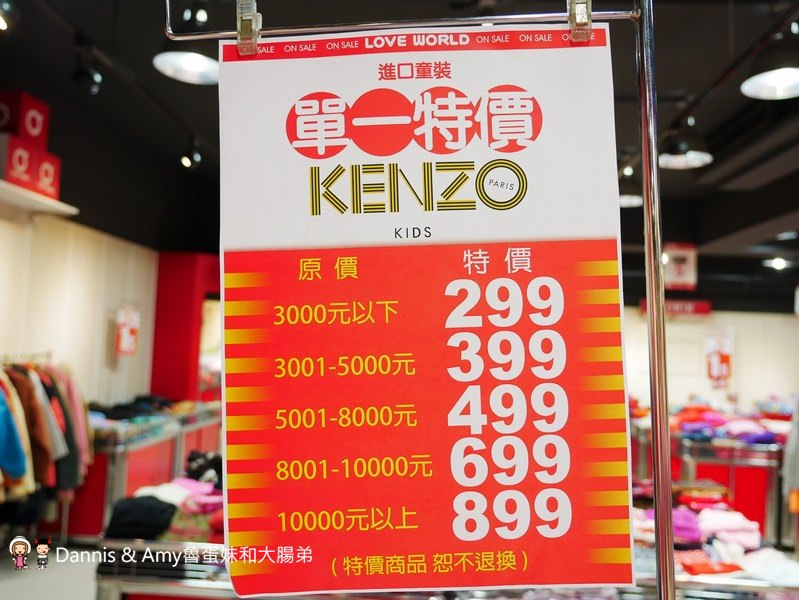 SALE ON SALE ON SALE LOVE WORLD ON SALE ON SALE
進口童裝
單一特價
KENZO
PARIS
KIDS
原價 特價
3000元以下 299
3001-5000元 399
5001-8000元 499
8001-10000元 699
10000元以上 899
(特價商品 恕不退換)
Dannis & Amy魯蛋妹和大腸弟